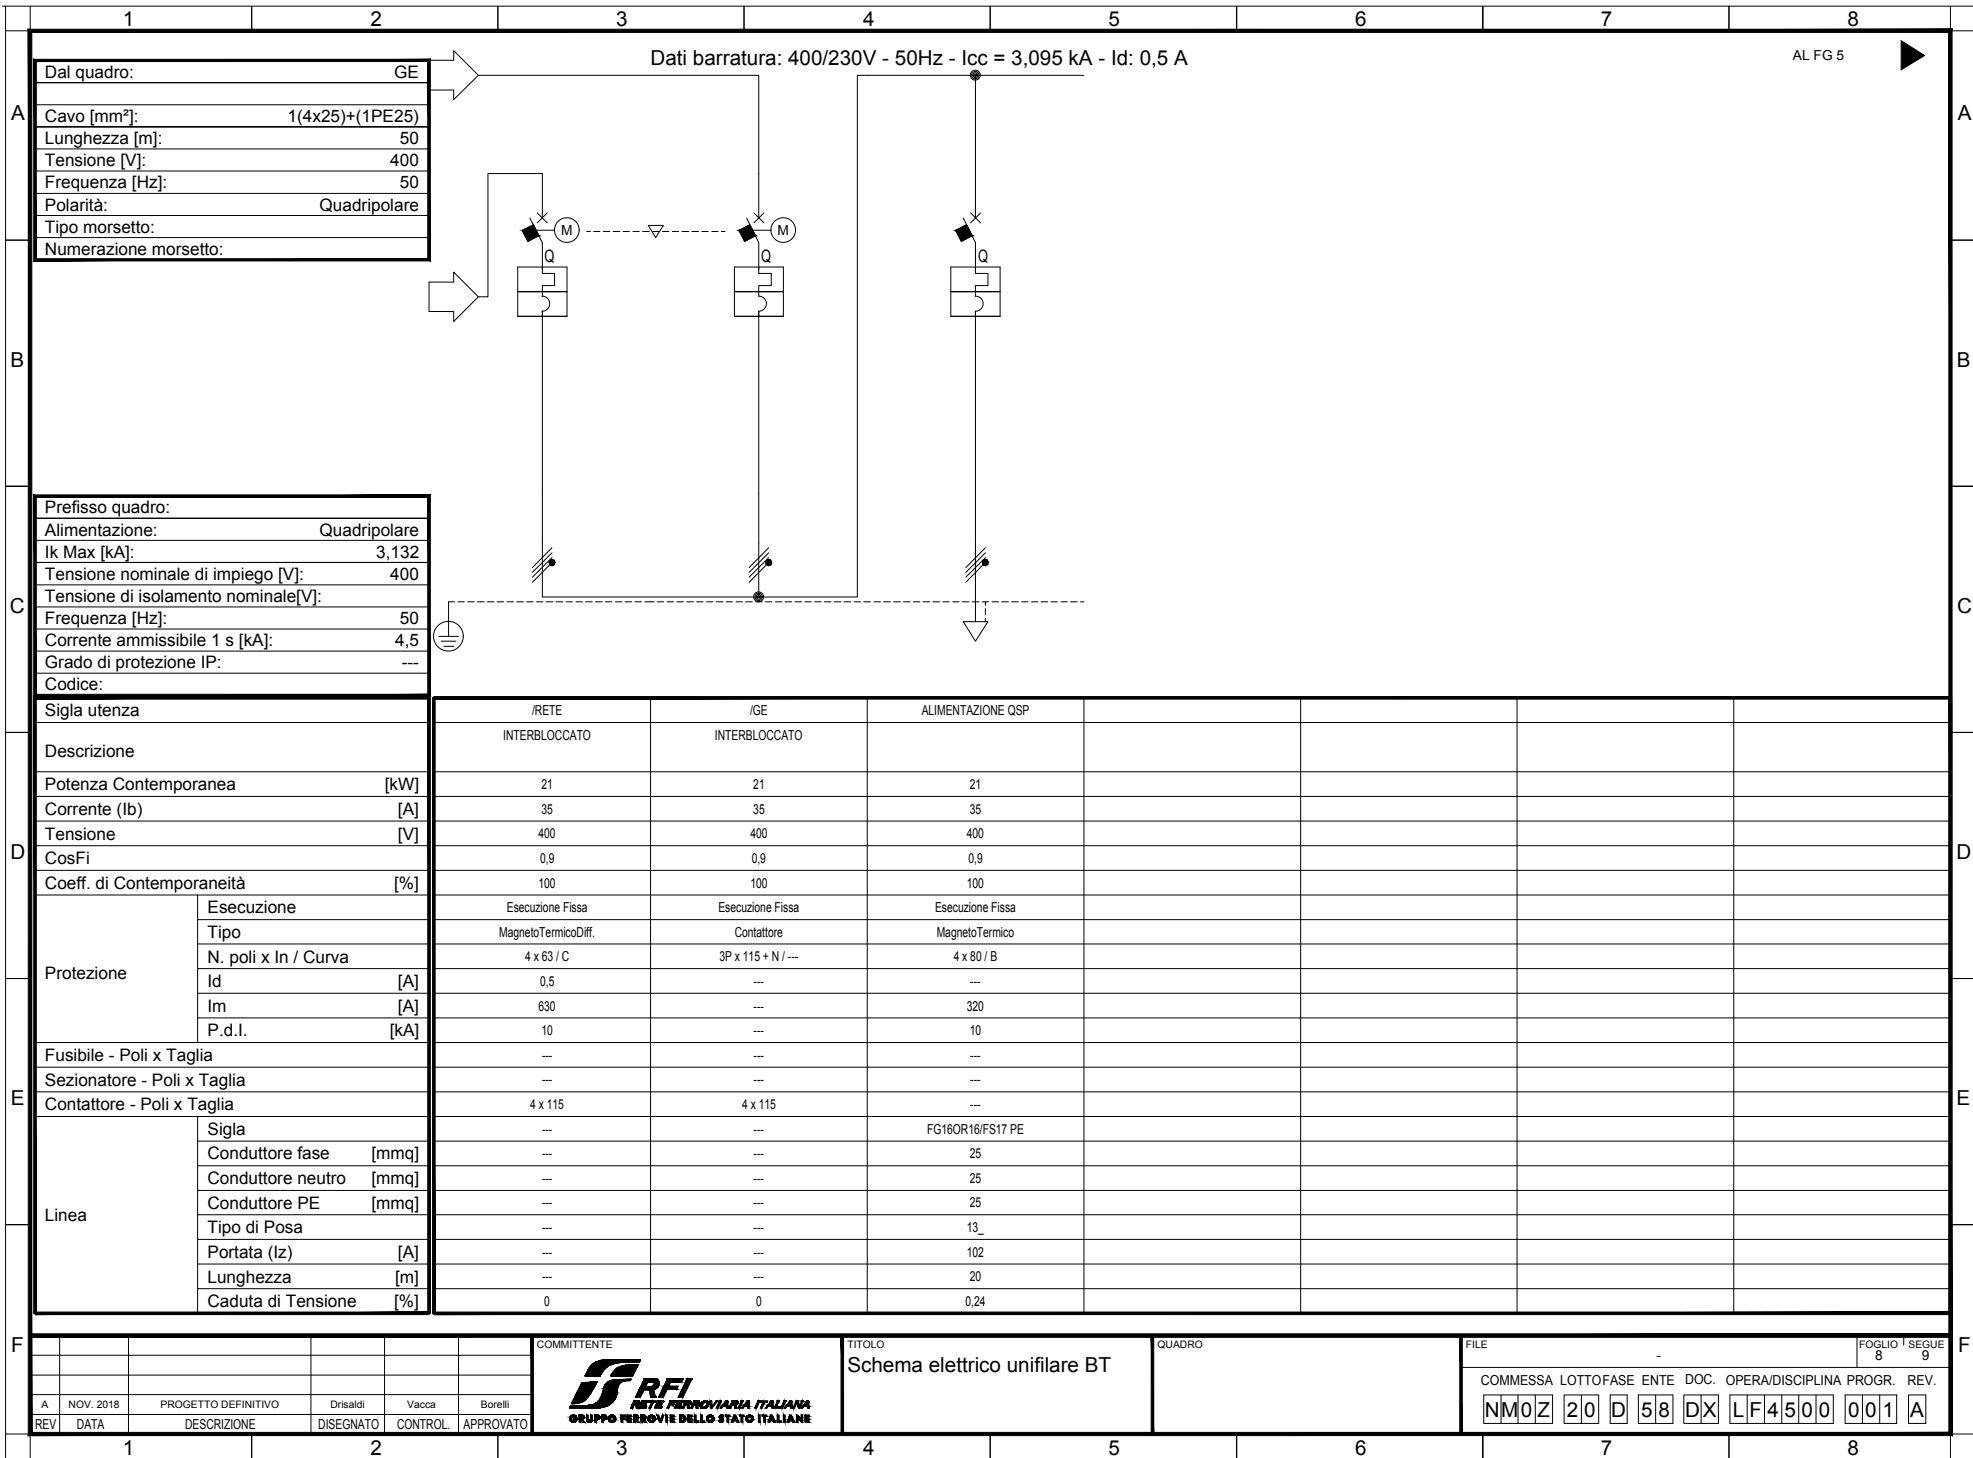 1 2 3 4 5 6 7 8
Dati barratura: 400/230V - 50Hz - Icc = 3,095 kA - Id: 0,5 A
AL FG 5
A A
Dal quadro: GE
Cavo [mm²]: 1(4x25)+(1PE25)
Lunghezza [m]: 50
Tensione [V]: 400
Frequenza [Hz]: 50
Polarità: Quadripolare
Tipo morsetto:
Numerazione morsetto:
M M
Q Q Q
B B
Prefisso quadro:
Alimentazione: Quadripolare
Ik Max [kA]: 3,132
Tensione nominale di impiego [V]: 400
Tensione di isolamento nominale[V]:
Frequenza [Hz]: 50
Corrente ammissibile 1 s [kA]: 4,5
Grado di protezione IP: ---
Codice:
C C
Sigla utenza /RETE /GE ALIMENTAZIONE QSP
Descrizione INTERBLOCCATO INTERBLOCCATO
Potenza Contemporanea [kW] 21 21 21
Corrente (Ib) [A] 35 35 35
Tensione [V] 400 400 400
D D
CosFi 0,9 0,9 0,9
Coeff. di Contemporaneità [%] 100 100 100
Protezione
Esecuzione Esecuzione Fissa Esecuzione Fissa Esecuzione Fissa
Tipo MagnetoTermicoDiff. Contattore MagnetoTermico
N. poli x In / Curva 4 x 63 / C 3P x 115 + N / --- 4 x 80 / B
Id [A] 0,5 --- ---
Im [A] 630 --- 320
P.d.I. [kA] 10 --- 10
Fusibile - Poli x Taglia --- --- ---
Sezionatore - Poli x Taglia --- --- ---
E E
Contattore - Poli x Taglia 4 x 115 4 x 115 ---
Linea
Sigla --- --- FG16OR16/FS17 PE
Conduttore fase [mmq] --- --- 25
Conduttore neutro [mmq] --- --- 25
Conduttore PE [mmq] --- --- 25
Tipo di Posa --- --- 13_
Portata (Iz) [A] --- --- 102
Lunghezza [m] --- --- 20
Caduta di Tensione [%] 0 0 0,24
F F
A NOV. 2018 PROGETTO DEFINITIVO Drisaldi Vacca Borelli
REV DATA DESCRIZIONE DISEGNATO CONTROL. APPROVATO
COMMITTENTE
RFI
RETE FERROVIARIA ITALIANA
GRUPPO FERROVIE DELLO STATO ITALIANE
TITOLO
Schema elettrico unifilare BT
QUADRO
FILE
-
FOGLIO SEGUE
8 9
COMMESSA LOTTO FASE ENTE DOC. OPERA/DISCIPLINA PROGR. REV.
NM0Z 20 D 58 DX LF4500 001 A
1 2 3 4 5 6 7 8